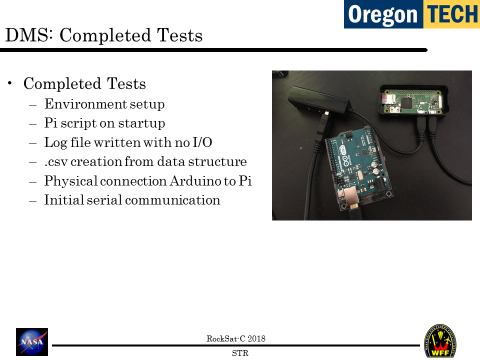 Oregon TECH
DMS: Completed Tests
• Completed Tests
– Environment setup
– Pi script on startup
– Log file written with no I/O
– .csv creation from data structure
– Physical connection Arduino to Pi
– Initial serial communication
RockSat-C 2018
STR
NASA
WFF